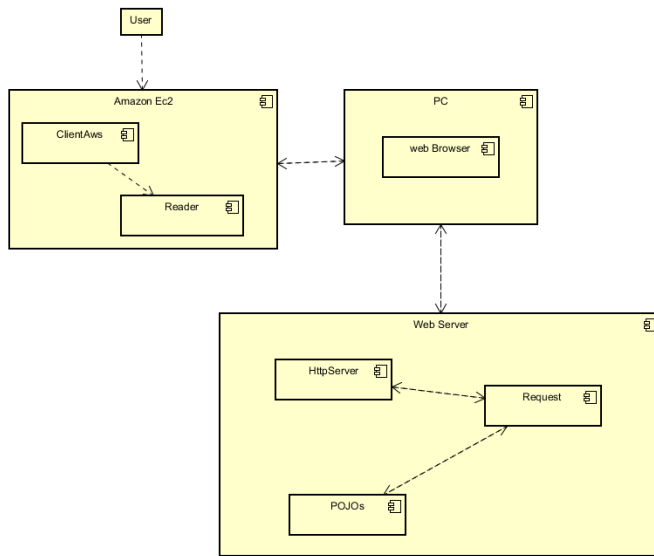 User
Amazon Ec2
ClientAws
Reader
PC
web Browser
Web Server
HttpServer
Request
POJOs